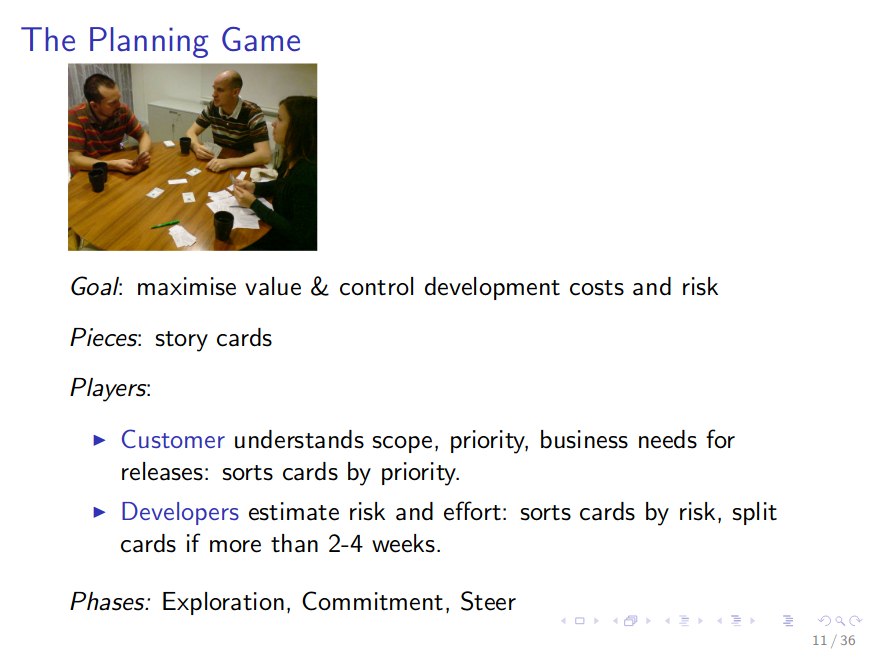 The Planning Game
Goal: maximise value & control development costs and risk
Pieces: story cards
Players:
Customer understands scope, priority, business needs for
releases: sorts cards by priority.
Developers estimate risk and effort: sorts cards by risk, split
cards if more than 2-4 weeks.
Phases: Exploration, Commitment, Steer
11 / 36